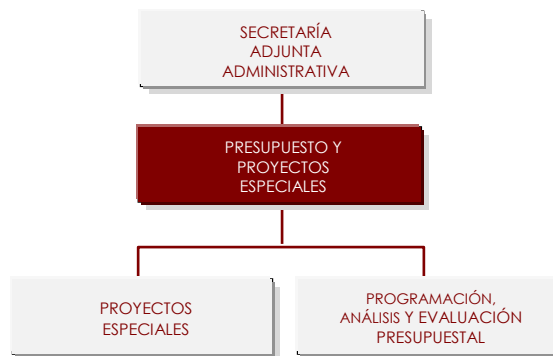 SECRETARÍA
ADJUNTA
ADMINISTRATIVA
PRESUPUESTO Y
PROYECTOS
ESPECIALES
PROYECTOS
ESPECIALES
PROGRAMACIÓN,
ANÁLISIS Y EVALUACIÓN
PRESUPUESTAL